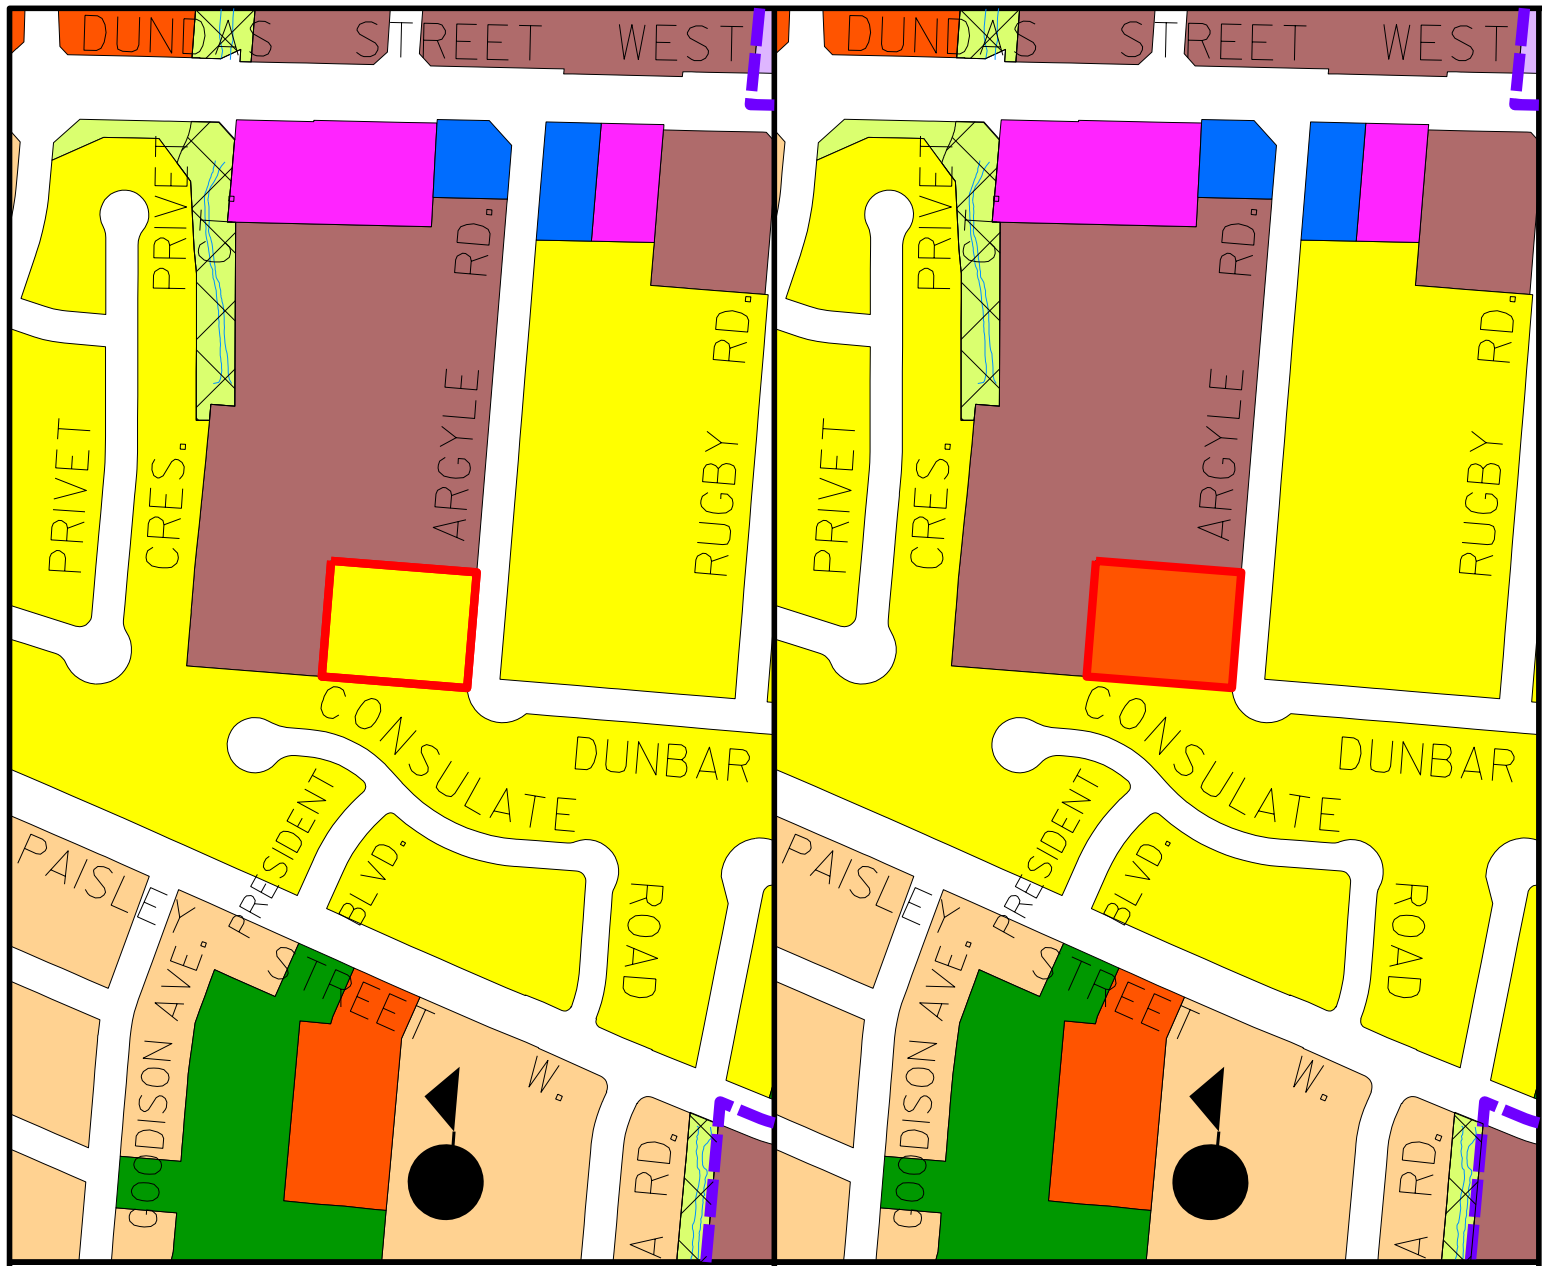 DUNDAS STREET WEST
PRIVET
CT.
RD.
ARGYLE
RUGBY RD.
PRIVET
CRES.
CONSULATE
ROAD
DUNBAR
PRESIDENT
BLVD.
PAISLEY STREET W.
GOODISON AVE.
A RD.
DUNDAS STREET WEST
PRIVET
CT.
RD.
ARGYLE
RUGBY RD.
PRIVET
CRES.
CONSULATE
ROAD
DUNBAR
PRESIDENT
BLVD.
PAISLEY STREET W.
GOODISON AVE.
A RD.